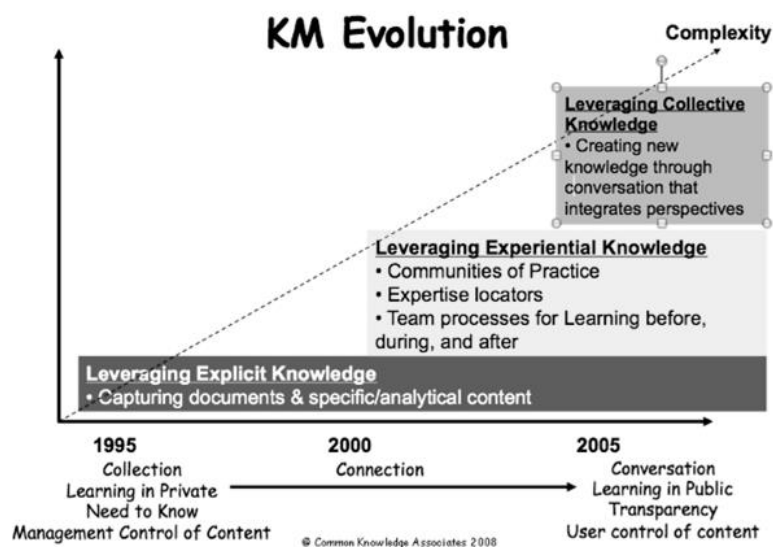 KM Evolution
Complexity
Leveraging Collective
Knowledge
• Creating new
knowledge through
conversation that
integrates perspectives
Leveraging Experiential Knowledge
• Communities of Practice
• Expertise locators
• Team processes for Learning before,
during, and after
Leveraging Explicit Knowledge
• Capturing documents & specific/analytical content
1995 2000 2005
Collection Connection Conversation
Learning in Private Learning in Public
Need to Know Transparency
Management Control of Content User control of content
@ Common Knowledge Associates 2008